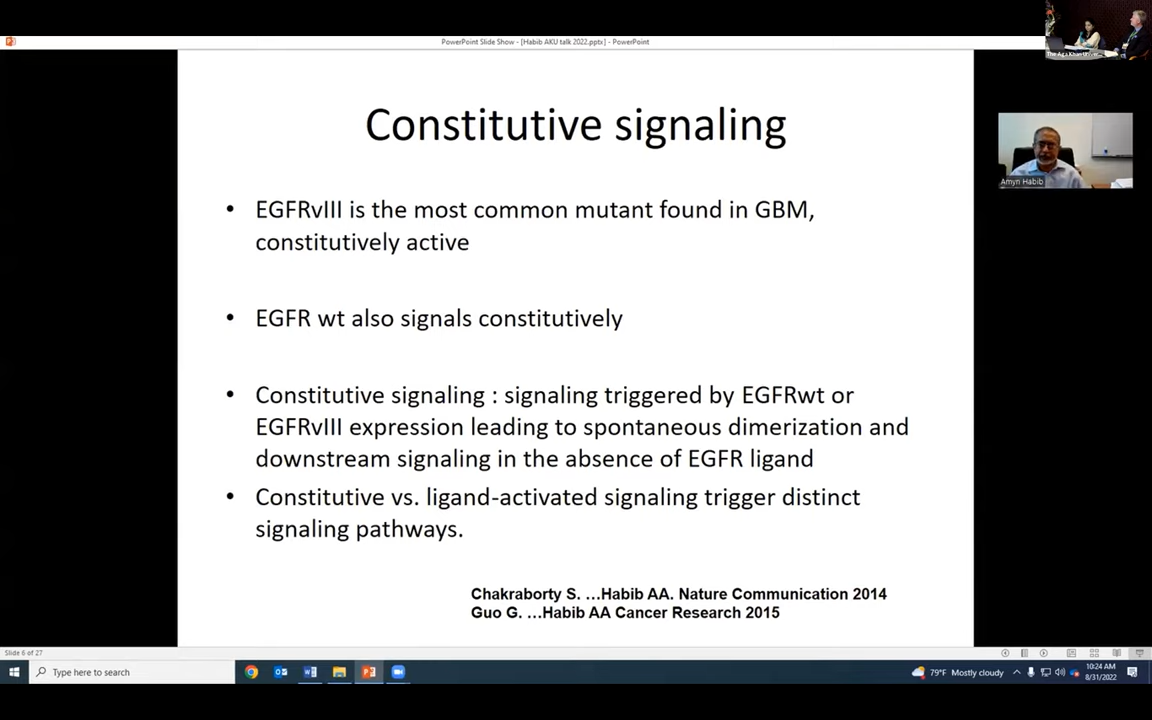 PowerPoint Slide Show - [Habib AKU talk 2022.pptx] - PowerPoint
Constitutive signaling
• EGFRvIII is the most common mutant found in GBM,
constitutively active
• EGFR wt also signals constitutively
• Constitutive signaling : signaling triggered by EGFRwt or
EGFRvIII expression leading to spontaneous dimerization and
downstream signaling in the absence of EGFR ligand
• Constitutive vs. ligand-activated signaling trigger distinct
signaling pathways.
Chakraborty S. ...Habib AA. Nature Communication 2014
Guo G. ...Habib AA Cancer Research 2015
The Aga Khan
Amyn Habib
Slide 6 of 27
Type here to search
79°F Mostly cloudy
10:24 AM
8/31/2022